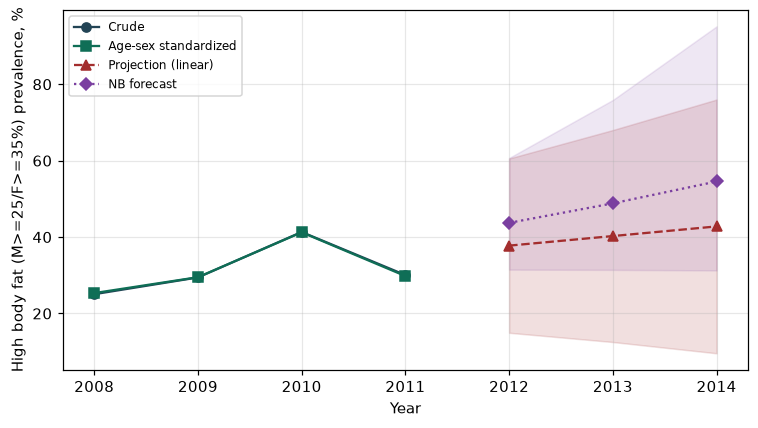 High body fat (M>=25/F>=35%) prevalence, %
Crude
Age-sex standardized
Projection (linear)
NB forecast
80
60
40
20
2008 2009 2010 2011 2012 2013 2014
Year